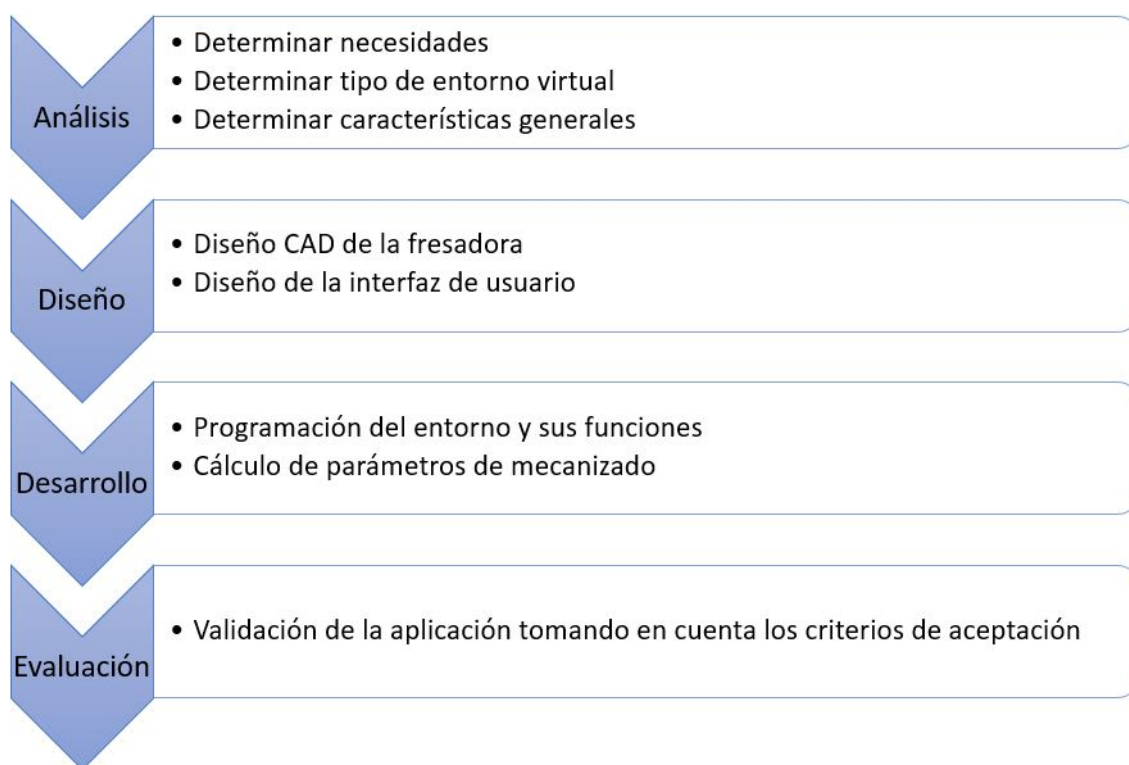 Análisis
• Determinar necesidades
• Determinar tipo de entorno virtual
• Determinar características generales
Diseño
• Diseño CAD de la fresadora
• Diseño de la interfaz de usuario
Desarrollo
• Programación del entorno y sus funciones
• Cálculo de parámetros de mecanizado
Evaluación
• Validación de la aplicación tomando en cuenta los criterios de aceptación